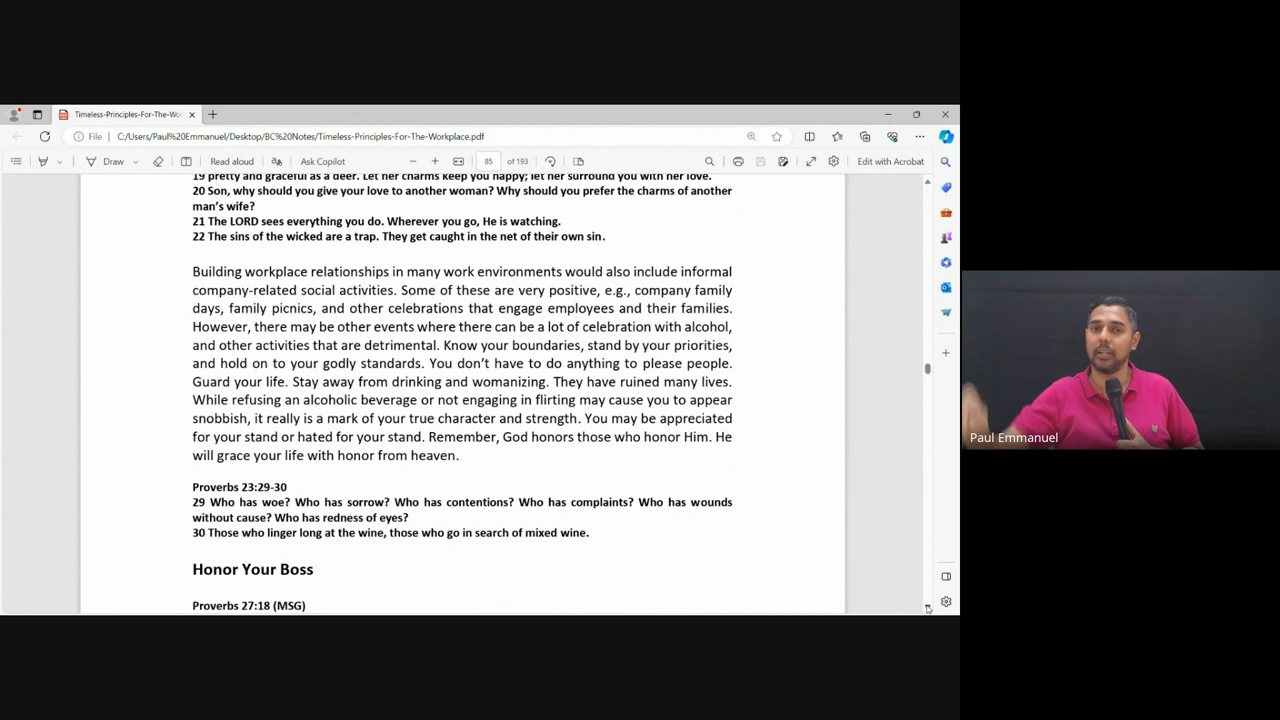 Timeless-Principles-For-The-Wor
File C:/Users/Paul%20Emmanuel/Desktop/BC%20Notes/Timeless-Principles-For-The-Workplace.pdf
Draw Read aloud Ask Copilot 85 of 193 Edit with Acrobat
19 pretty and graceful as a deer. Let her charms keep you happy; let her surround you with her love.
20 Son, why should you give your love to another woman? Why should you prefer the charms of another
man's wife?
21 The LORD sees everything you do. Wherever you go, He is watching.
22 The sins of the wicked are a trap. They get caught in the net of their own sin.
Building workplace relationships in many work environments would also include informal
company-related social activities. Some of these are very positive, e.g., company family
days, family picnics, and other celebrations that engage employees and their families.
However, there may be other events where there can be a lot of celebration with alcohol,
and other activities that are detrimental. Know your boundaries, stand by your priorities,
and hold on to your godly standards. You don't have to do anything to please people.
Guard your life. Stay away from drinking and womanizing. They have ruined many lives.
While refusing an alcoholic beverage or not engaging in flirting may cause you to appear
snobbish, it really is a mark of your true character and strength. You may be appreciated
for your stand or hated for your stand. Remember, God honors those who honor Him. He
will grace your life with honor from heaven.
Proverbs 23:29-30
29 Who has woe? Who has sorrow? Who has contentions? Who has complaints? Who has wounds
without cause? Who has redness of eyes?
30 Those who linger long at the wine, those who go in search of mixed wine.
Honor Your Boss
Proverbs 27:18 (MSG)
Paul Emmanuel